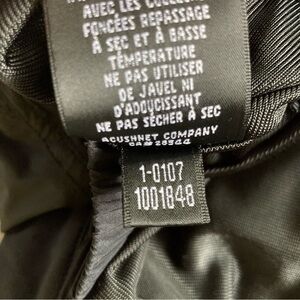 AVEC LES COULEURS
FONCÉES REPASSAGE
À SEC ET À BASSE
TEMPÉRATURE
NE PAS UTILISER
DE JAVEL NI
D'ADOUCISSANT
NE PAS SÉCHER À SEC
ACUSHNET COMPANY
1-0107
1001848